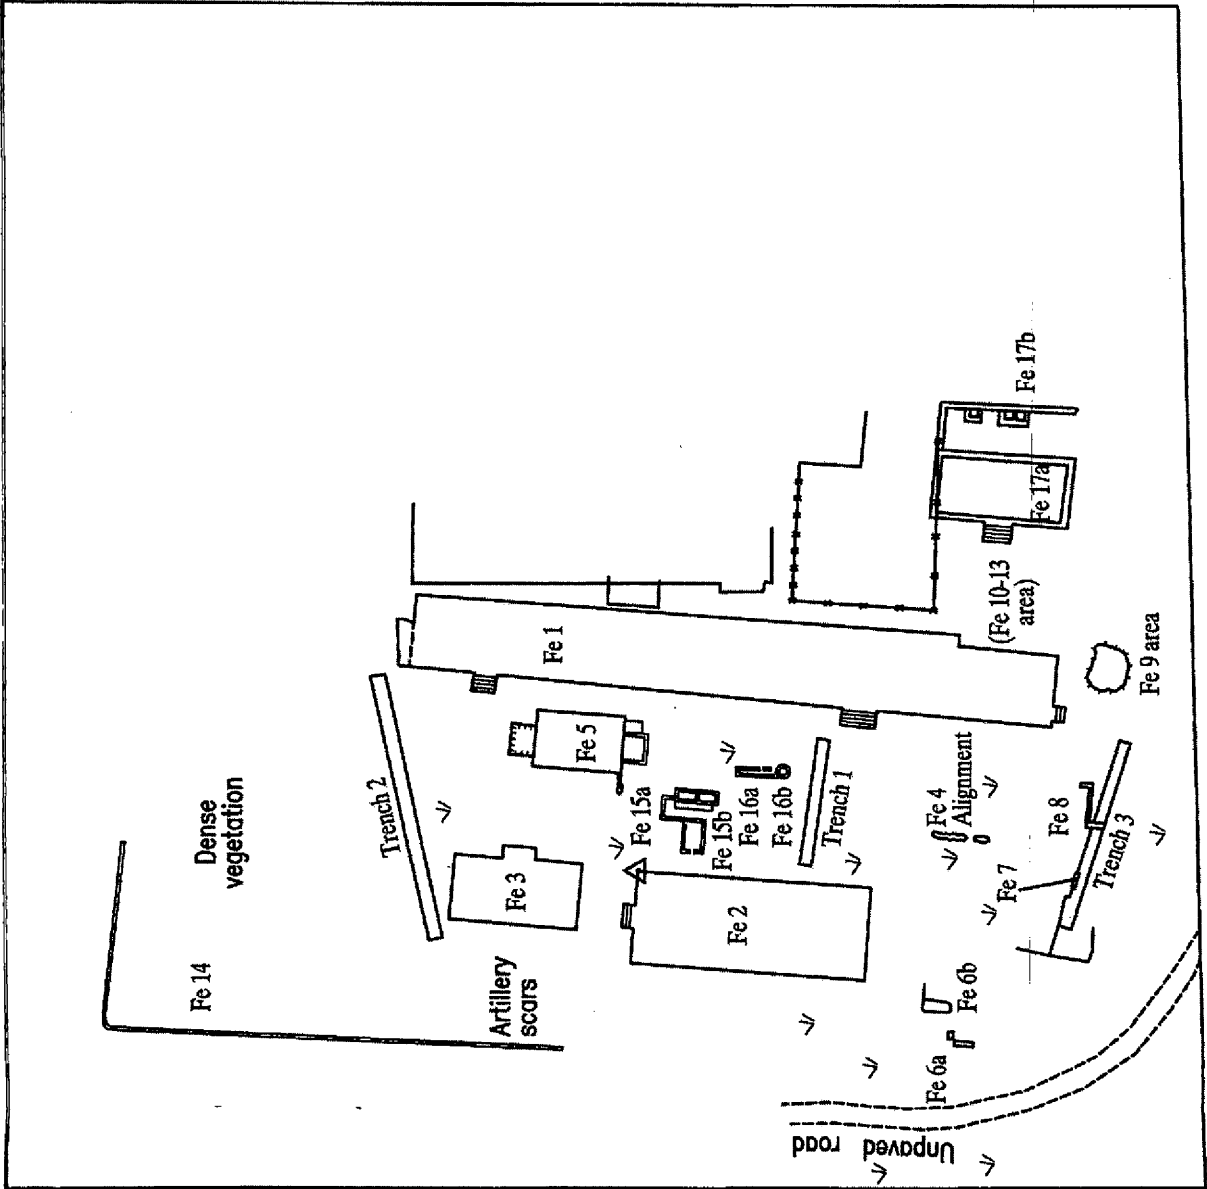 Dense
vegetation
Fe 14
Trench 2
Artillery
scars
Fe 3
Fe 5
Fe 1
Fe 2
Fe 15a
Fe 15b
Fe 16a
Fe 16b
Trench 1
Fe 4
Alignment
Fe 7
Fe 8
Trench 3
Fe 6a
Fe 6b
Unpaved road
Fe 9 area
(Fe 10-13
area)
Fe 17a
Fe 17b